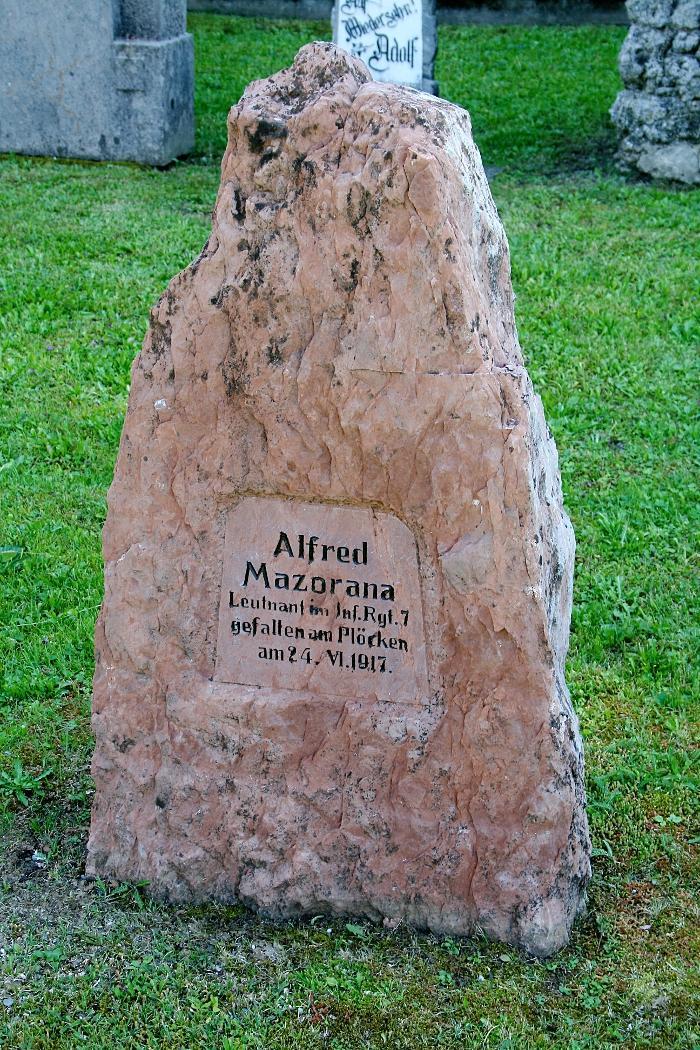 Wiedersehn!
Adolf
Alfred
Mazorana
Leutnant im Inf. Rgt. 7
gefallen am Plöcken
am 24. VI. 1917.